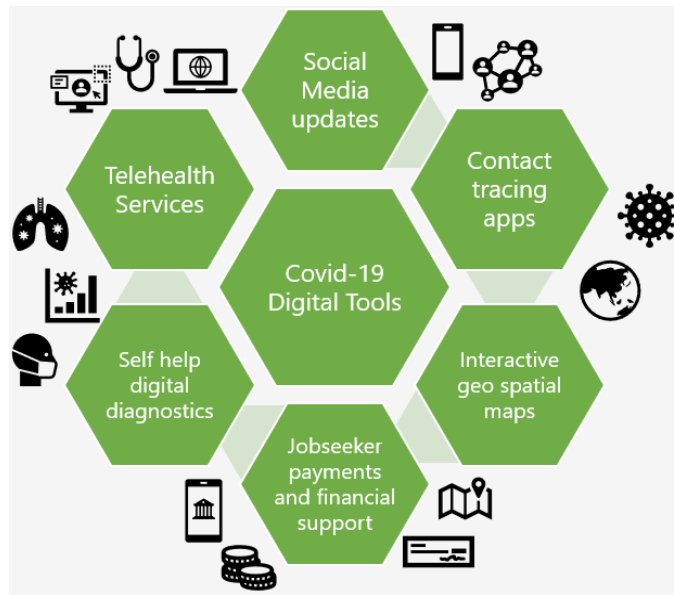 Social
Media
updates
Telehealth
Services
Contact
tracing
apps
Covid-19
Digital Tools
Self help
digital
diagnostics
Interactive
geo spatial
maps
Jobseeker
payments
and financial
support